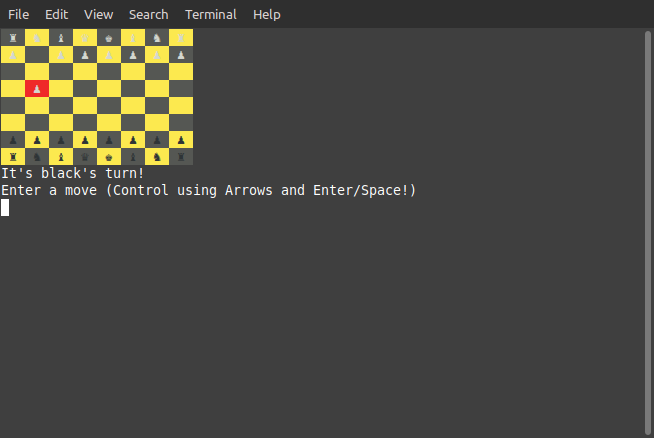 File Edit View Search Terminal Help
It's black's turn!
Enter a move (Control using Arrows and Enter/Space!)